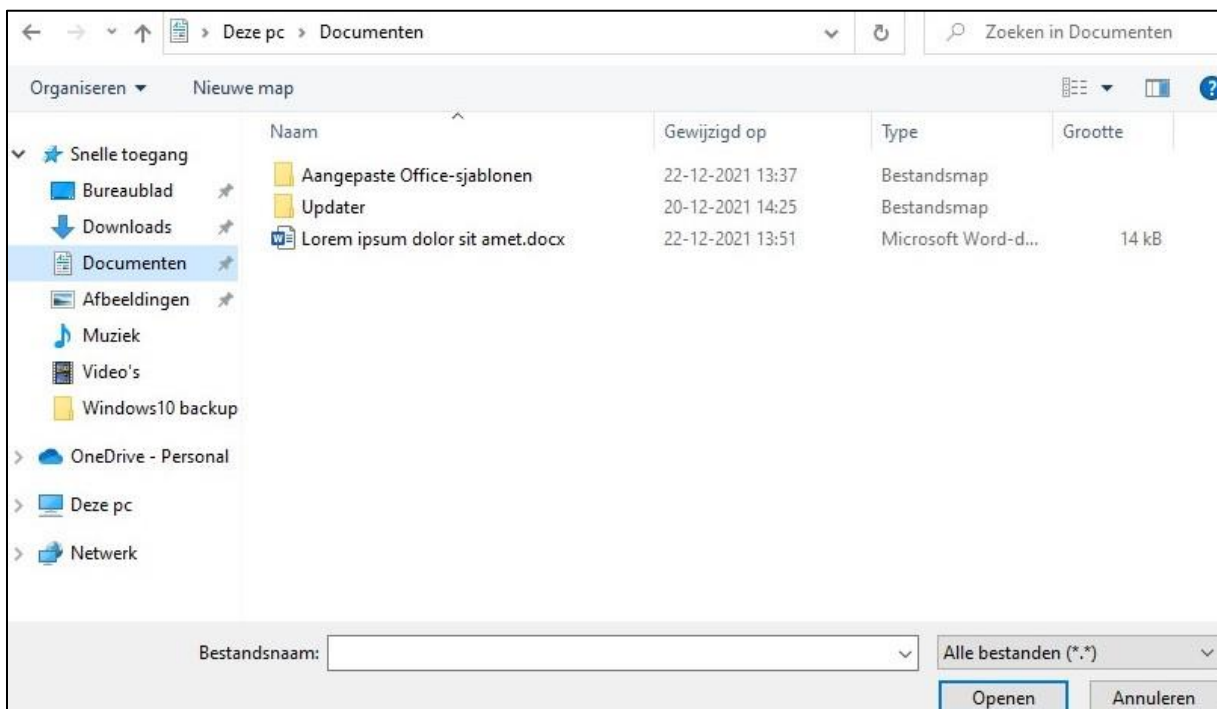 Deze pc > Documenten
Zoeken in Documenten
Organiseren
Nieuwe map
?
Naam Gewijzigd op Type Grootte
Snelle toegang
Bureaublad
Downloads
Documenten
Afbeeldingen
Muziek
Video's
Windows10 backup
OneDrive - Personal
Deze pc
Netwerk
Aangepaste Office-sjablonen 22-12-2021 13:37 Bestandsmap
Updater 20-12-2021 14:25 Bestandsmap
Lorem ipsum dolor sit amet.docx 22-12-2021 13:51 Microsoft Word-d... 14 kB
Bestandsnaam:
Alle bestanden (*.*)
Openen Annuleren